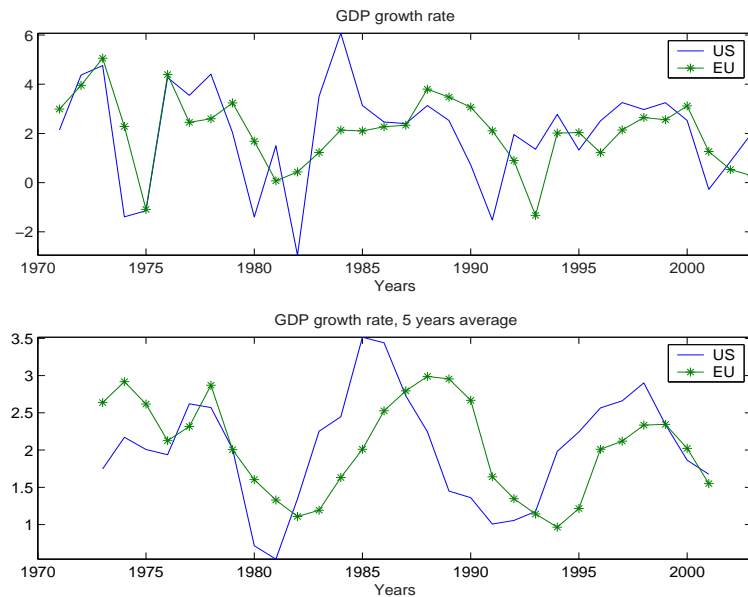 GDP growth rate
6
4
2
0
−2
US
EU
1970 1975 1980 1985 1990 1995 2000
Years
GDP growth rate, 5 years average
3.5
3
2.5
2
1.5
1
US
EU
1970 1975 1980 1985 1990 1995 2000
Years